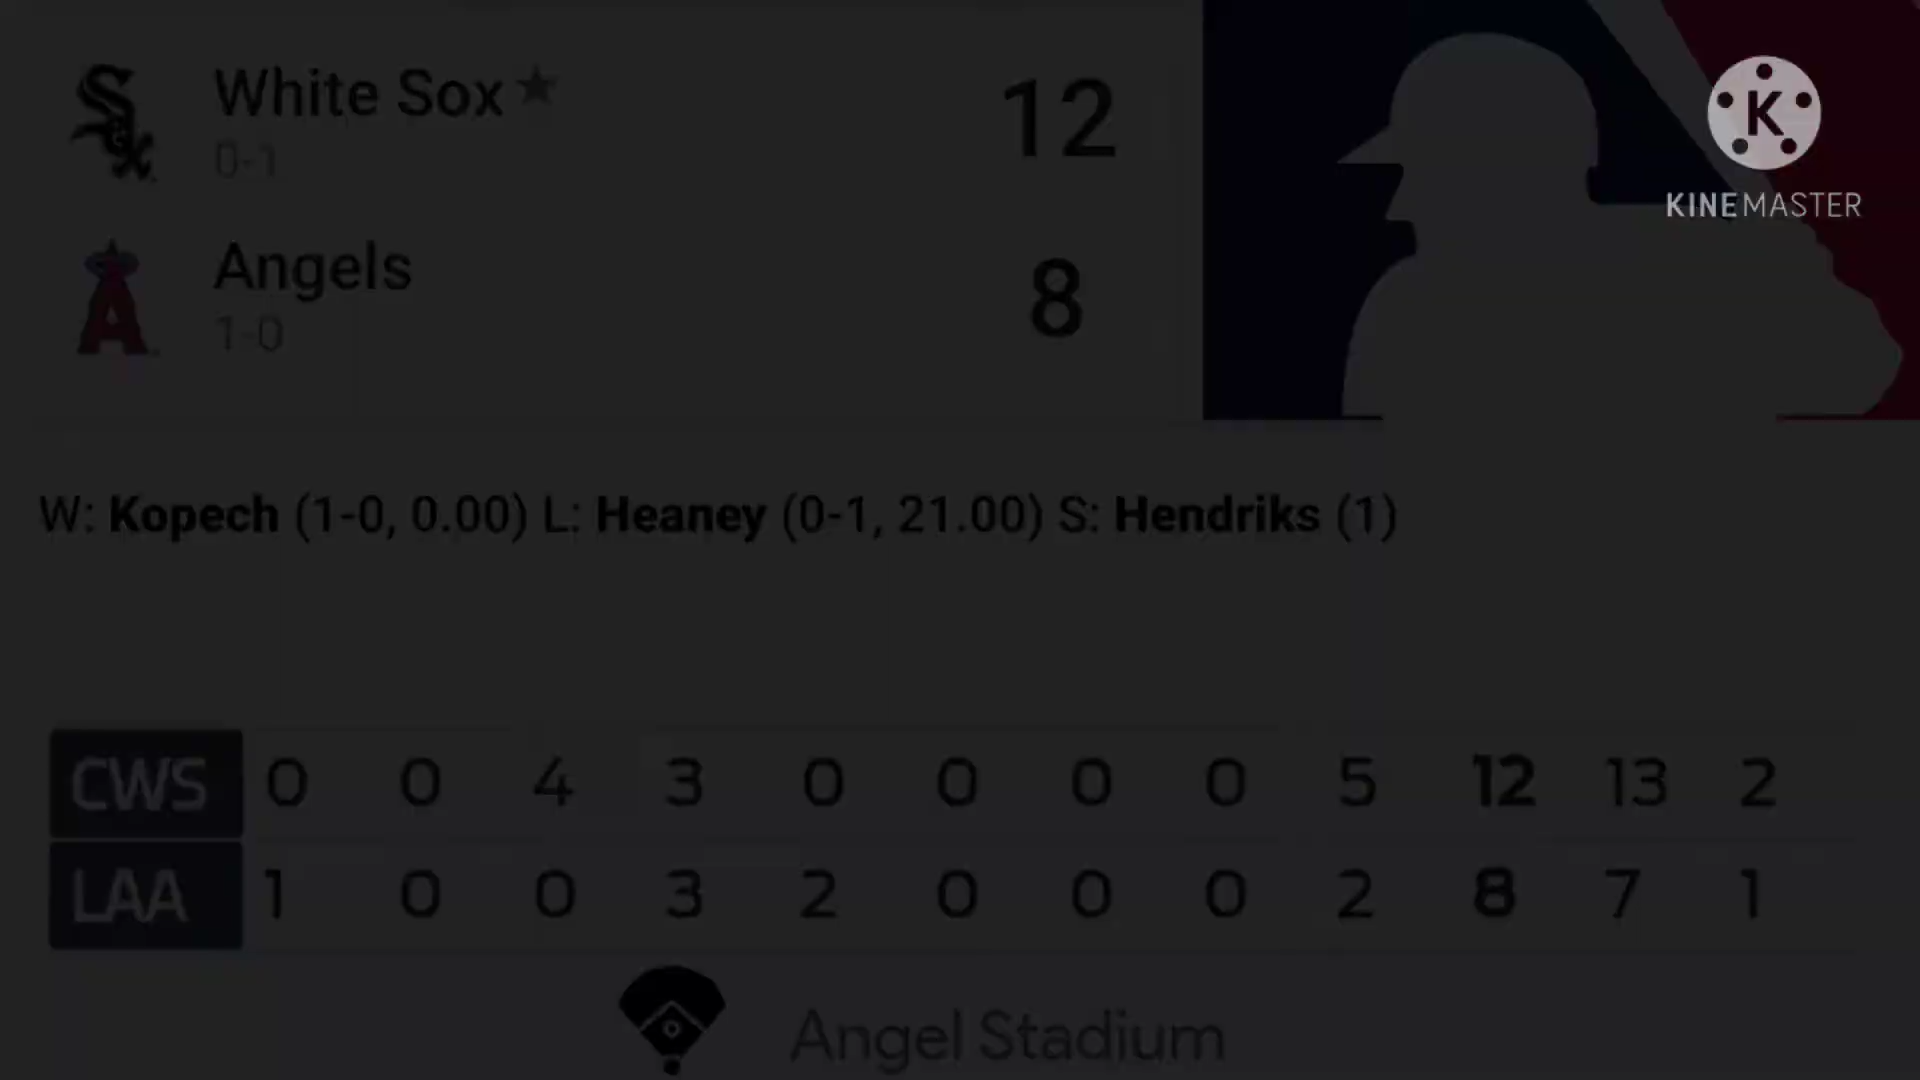 White Sox
0-1
12
Angels
1-0
8
K
KINEMASTER
W: Kopech (1-0, 0.00) L: Heaney (0-1, 21.00) S: Hendriks (1)
CWS 0 0 4 3 0 0 0 0 5 12 13 2
LAA 1 0 0 3 2 0 0 0 2 8 7 1
Angel Stadium